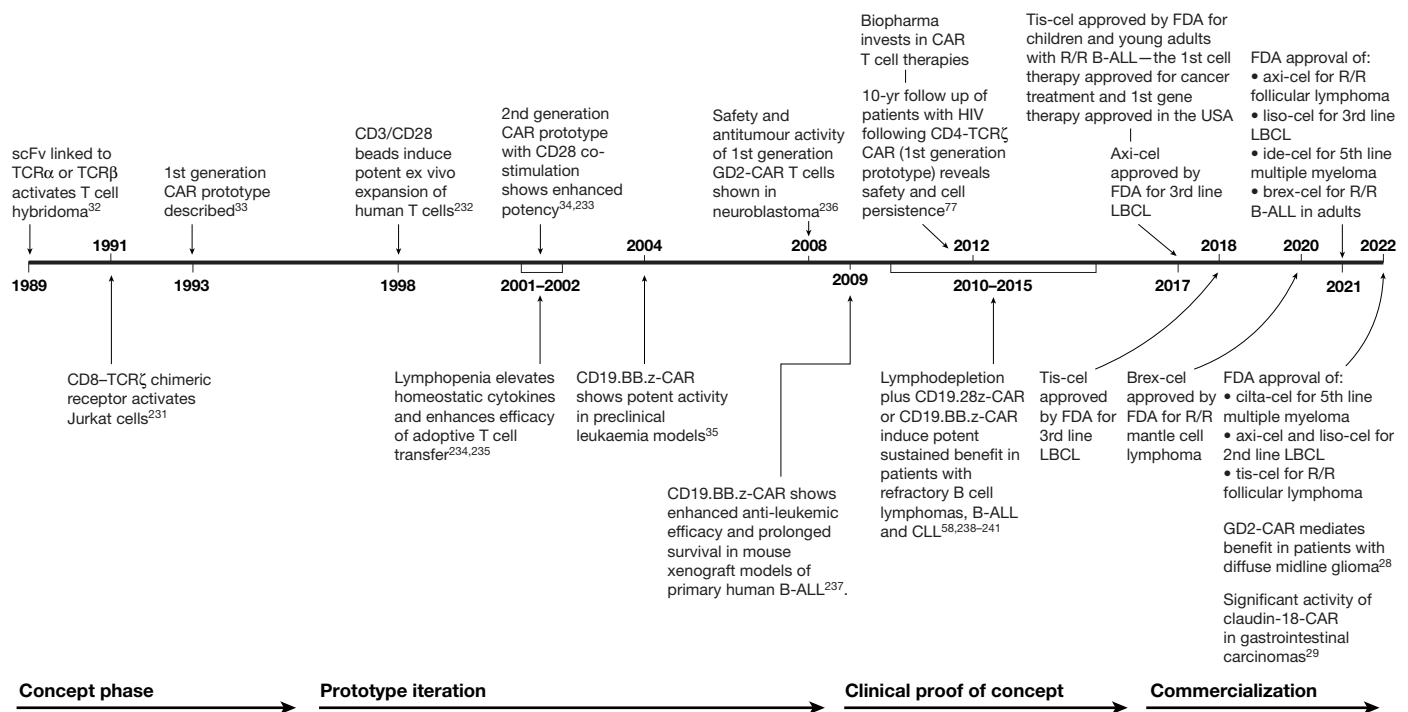 scFv linked to
TCRα or TCRβ
activates T cell
hybridoma32
1st generation
CAR prototype
described33
CD3/CD28
beads induce
potent ex vivo
expansion of
human T cells232
2nd generation
CAR prototype
with CD28 co-
stimulation
shows enhanced
potency34,233
Safety and
antitumour activity
of 1st generation
GD2-CAR T cells
shown in
neuroblastoma236
Biopharma
invests in CAR
T cell therapies
10-yr follow up of
patients with HIV
following CD4-TCRζ
CAR (1st generation
prototype) reveals
safety and cell
persistence77
Tis-cel approved by FDA for
children and young adults
with R/R B-ALL—the 1st cell
therapy approved for cancer
treatment and 1st gene
therapy approved in the USA
Axi-cel
approved by
FDA for 3rd line
LBCL
FDA approval of:
• axi-cel for R/R
follicular lymphoma
• liso-cel for 3rd line
LBCL
• ide-cel for 5th line
multiple myeloma
• brex-cel for R/R
B-ALL in adults
1991
2004
2008
2012
2018
2020
2022
1989
1993
1998
2001–2002
2009
2010–2015
2017
2021
CD8–TCRζ chimeric
receptor activates
Jurkat cells231
Lymphopenia elevates
homeostatic cytokines
and enhances efficacy
of adoptive T cell
transfer234,235
CD19.BB.z-CAR
shows potent activity
in preclinical
leukaemia models35
CD19.BB.z-CAR shows
enhanced anti-leukemic
efficacy and prolonged
survival in mouse
xenograft models of
primary human B-ALL237.
Lymphodepletion
plus CD19.28z-CAR
or CD19.BB.z-CAR
induce potent
sustained benefit in
patients with
refractory B cell
lymphomas, B-ALL
and CLL58,238–241
Tis-cel
approved
by FDA for
3rd line
LBCL
Brex-cel
approved by
FDA for R/R
mantle cell
lymphoma
FDA approval of:
• cilta-cel for 5th line
multiple myeloma
• axi-cel and liso-cel for
2nd line LBCL
• tis-cel for R/R
follicular lymphoma
GD2-CAR mediates
benefit in patients with
diffuse midline glioma28
Significant activity of
claudin-18-CAR
in gastrointestinal
carcinomas29
Concept phase
Prototype iteration
Clinical proof of concept
Commercialization